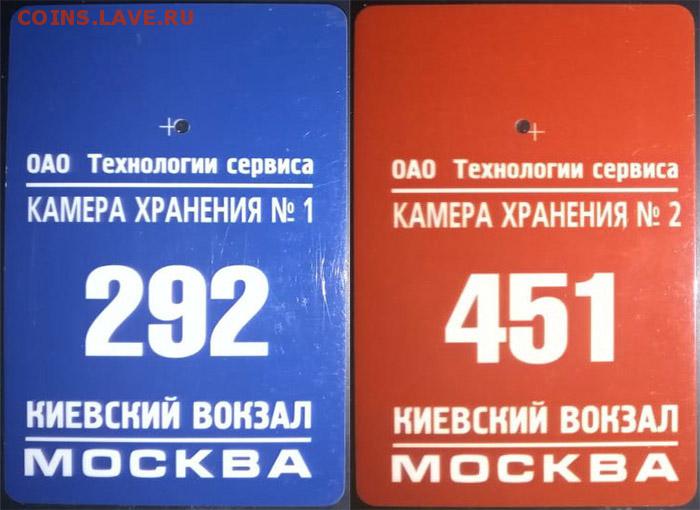 COINS.LAVE.RU
ОАО Технологии сервиса
КАМЕРА ХРАНЕНИЯ № 1
292
КИЕВСКИЙ ВОКЗАЛ
МОСКВА
ОАО Технологии сервиса
КАМЕРА ХРАНЕНИЯ № 2
451
КИЕВСКИЙ ВОКЗАЛ
МОСКВА